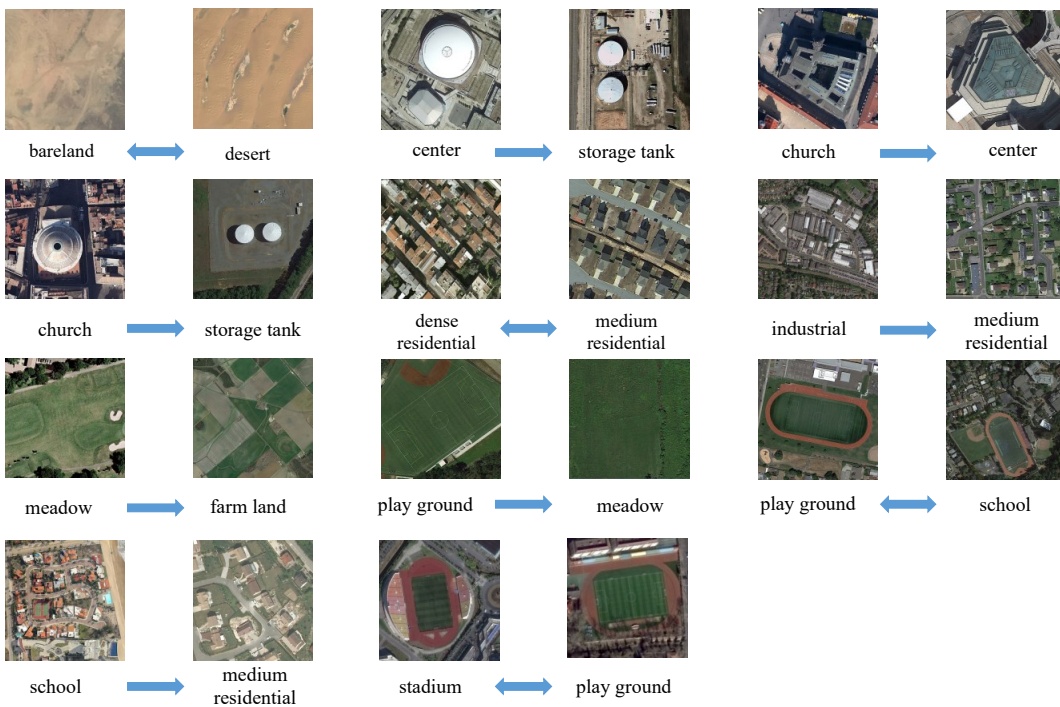 bareland
desert
center
storage tank
church
center
church
storage tank
dense
residential
medium
residential
industrial
medium
residential
meadow
farm land
play ground
meadow
play ground
school
school
medium
residential
stadium
play ground